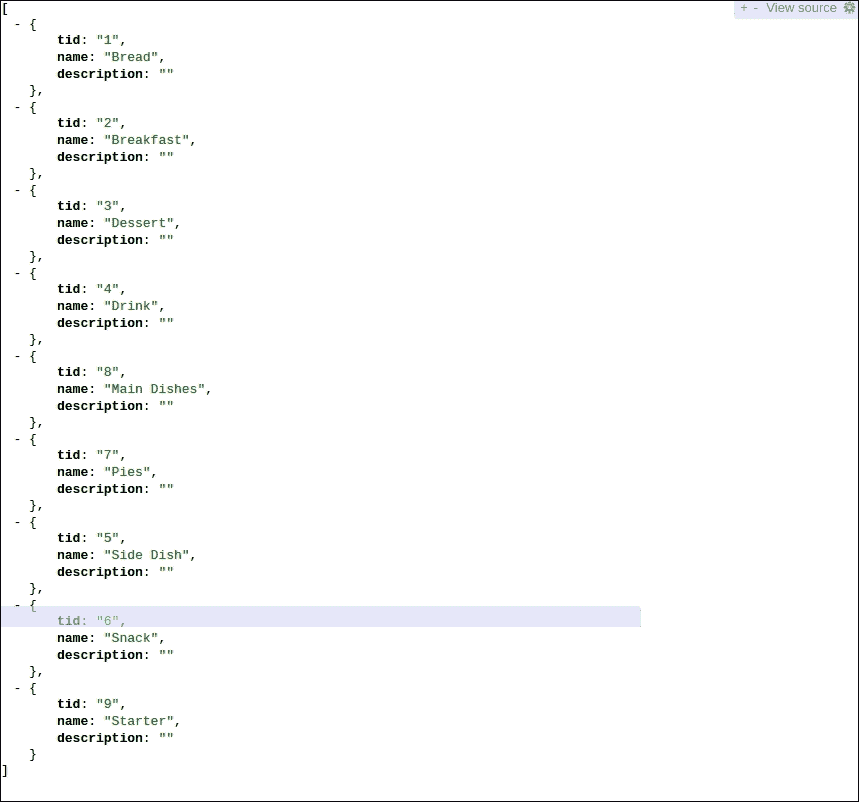 [ + - View source
- {
tid: "1",
name: "Bread",
description: ""
},
- {
tid: "2",
name: "Breakfast",
description: ""
},
- {
tid: "3",
name: "Dessert",
description: ""
},
- {
tid: "4",
name: "Drink",
description: ""
},
- {
tid: "8",
name: "Main Dishes",
description: ""
},
- {
tid: "7",
name: "Pies",
description: ""
},
- {
tid: "5",
name: "Side Dish",
description: ""
},
- {
tid: "6",
name: "Snack",
description: ""
},
- {
tid: "9",
name: "Starter",
description: ""
}
]